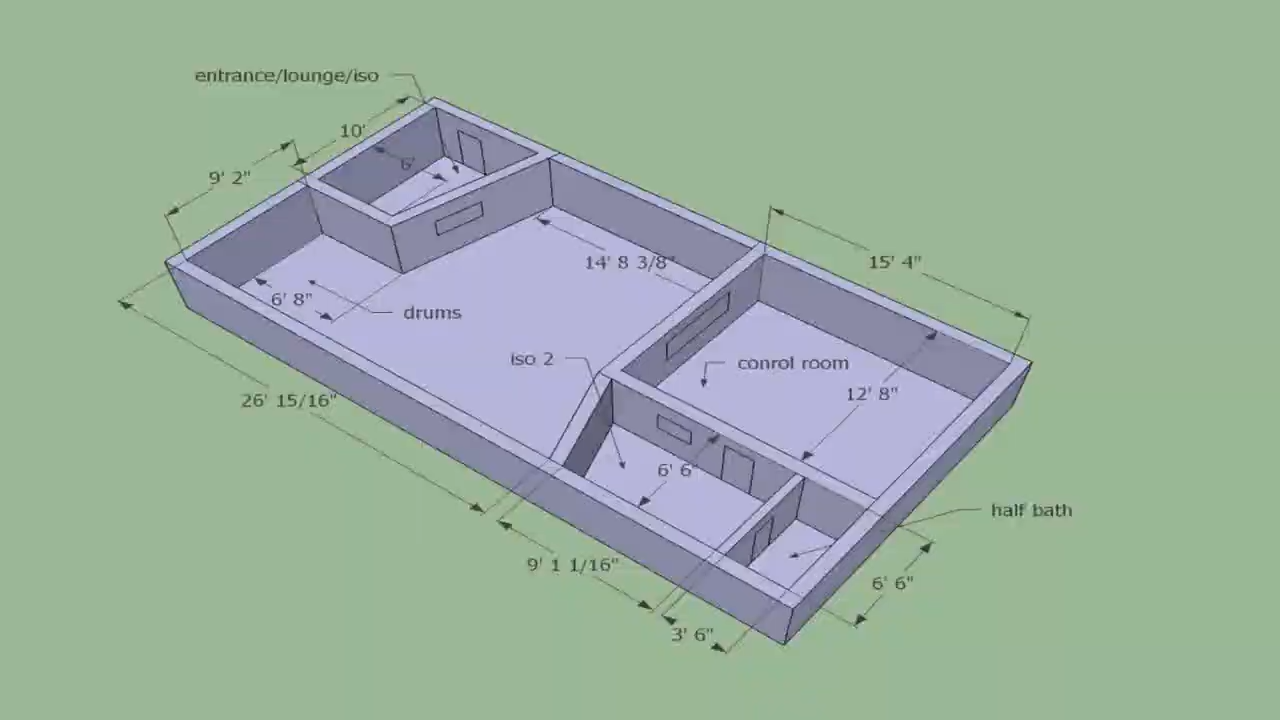 entrance/lounge/iso
10'
6'
9' 2"
14' 8 3/8"
15' 4"
6' 8"
drums
iso 2
conrol room
12' 8"
26' 15/16"
6' 6"
half bath
9' 1 1/16"
6' 6"
3' 6"